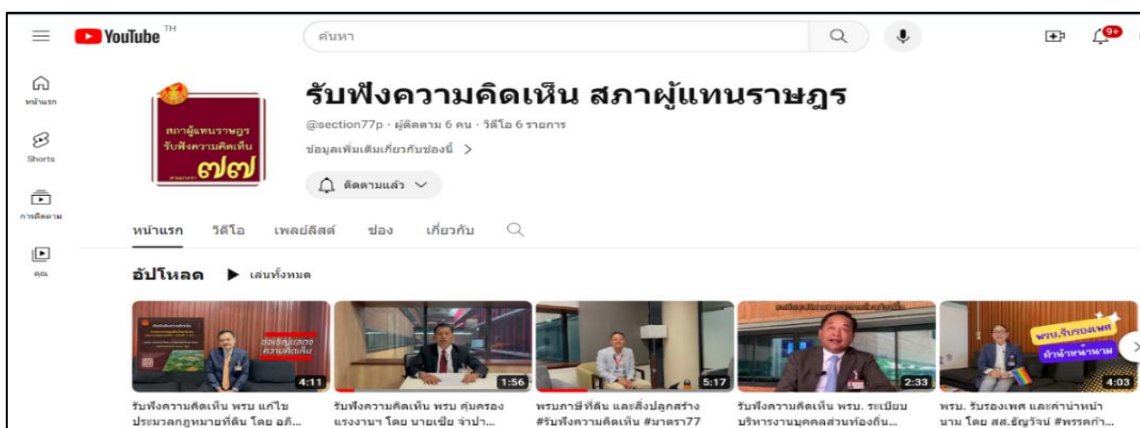 YouTube TH
ค้นหา
9+
หน้าแรก
Shorts
การติดตาม
คุณ
สภาผู้แทนราษฎร
รับฟังความคิดเห็น
๗๗
รับฟังความคิดเห็น สภาผู้แทนราษฎร
@section77p · ผู้ติดตาม 6 คน · วิดีโอ 6 รายการ
ข้อมูลเพิ่มเติมเกี่ยวกับช่องนี้ >
ติดตามแล้ว
หน้าแรก วิดีโอ เพลย์ลิสต์ ช่อง เกี่ยวกับ
อัปโหลด เล่นทั้งหมด
ขอเชิญแสดง
ความคิดเห็น
4:11
1:56
5:17
2:33
พรบ.รับรองเพศ
คำนำหน้านาม
4:03
รับฟังความคิดเห็น พรบ แก้ไข
ประมวลกฎหมายที่ดิน โดย อภิ...
รับฟังความคิดเห็น พรบ คุ้มครอง
แรงงานฯ โดย นายเซีย จำปา...
พรบภาษีที่ดิน และสิ่งปลูกสร้าง
#รับฟังความคิดเห็น #มาตรา77
รับฟังความคิดเห็น พรบ. ระเบียบ
บริหารงานบุคคลส่วนท้องถิ่น...
พรบ. รับรองเพศ และคำนำหน้า
นาม โดย สส.ธัญวัจน์ #พรรคก้า...